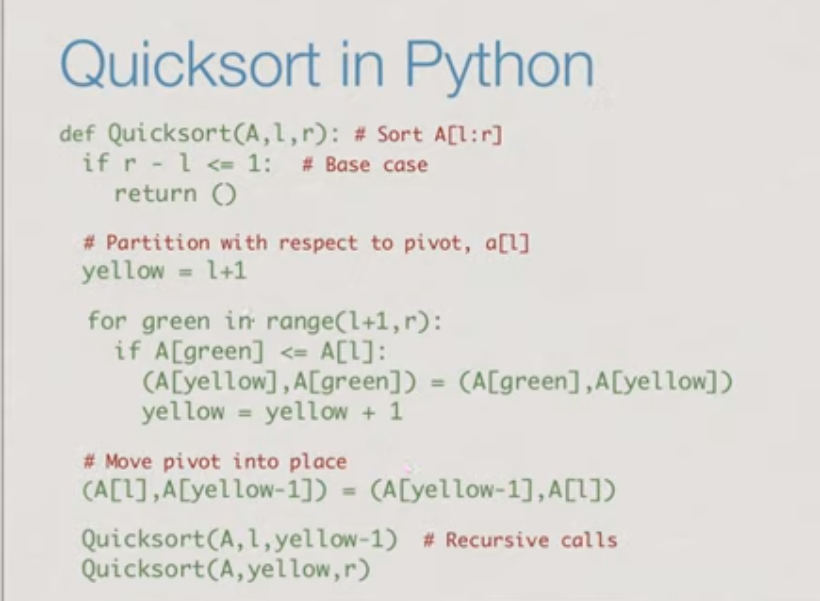 Quicksort in Python
def Quicksort(A,l,r): # Sort A[l:r]
if r - l <= 1: # Base case
return ()
# Partition with respect to pivot, a[l]
yellow = l+1
for green in range(l+1,r):
if A[green] <= A[l]:
(A[yellow],A[green]) = (A[green],A[yellow])
yellow = yellow + 1
# Move pivot into place
(A[l],A[yellow-1]) = (A[yellow-1],A[l])
Quicksort(A,l,yellow-1) # Recursive calls
Quicksort(A,yellow,r)